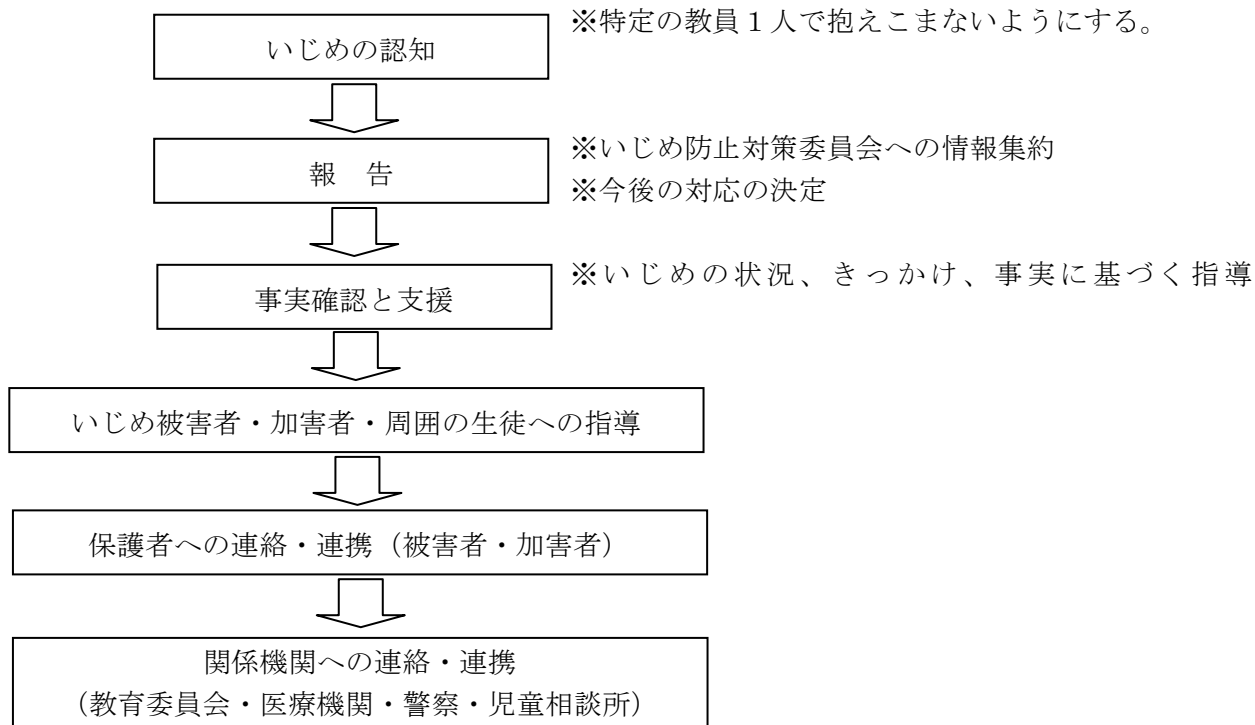 いじめの認知
※特定の教員１人で抱えこまないようにする。
報　告
※いじめ防止対策委員会への情報集約
※今後の対応の決定
事実確認と支援
※いじめの状況、きっかけ、事実に基づく指導
いじめ被害者・加害者・周囲の生徒への指導
保護者への連絡・連携（被害者・加害者）
関係機関への連絡・連携
（教育委員会・医療機関・警察・児童相談所）